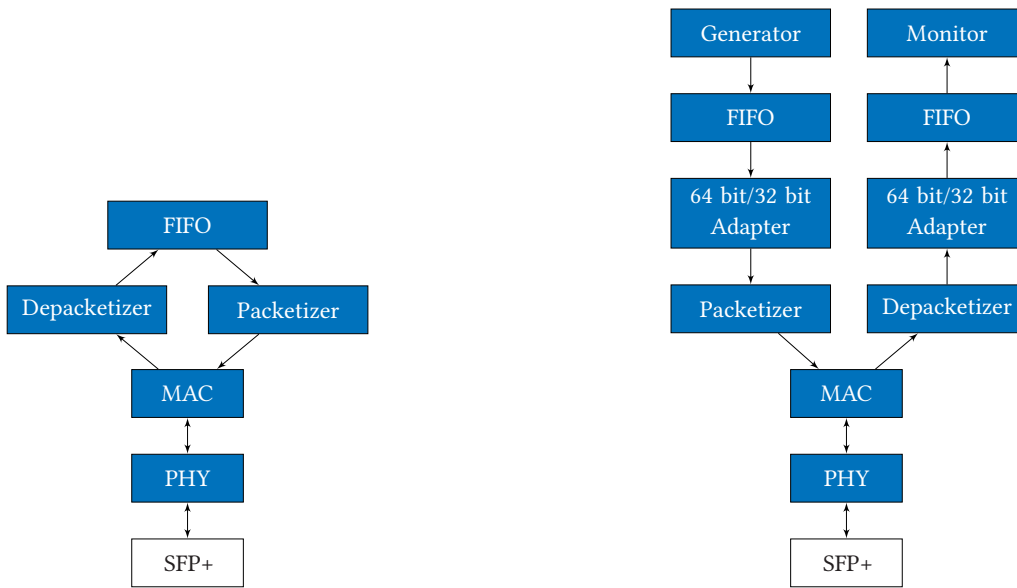 FIFO
Depacketizer
Packetizer
MAC
PHY
SFP+
Generator
Monitor
FIFO
FIFO
64 bit/32 bit
Adapter
64 bit/32 bit
Adapter
Packetizer
Depacketizer
MAC
PHY
SFP+